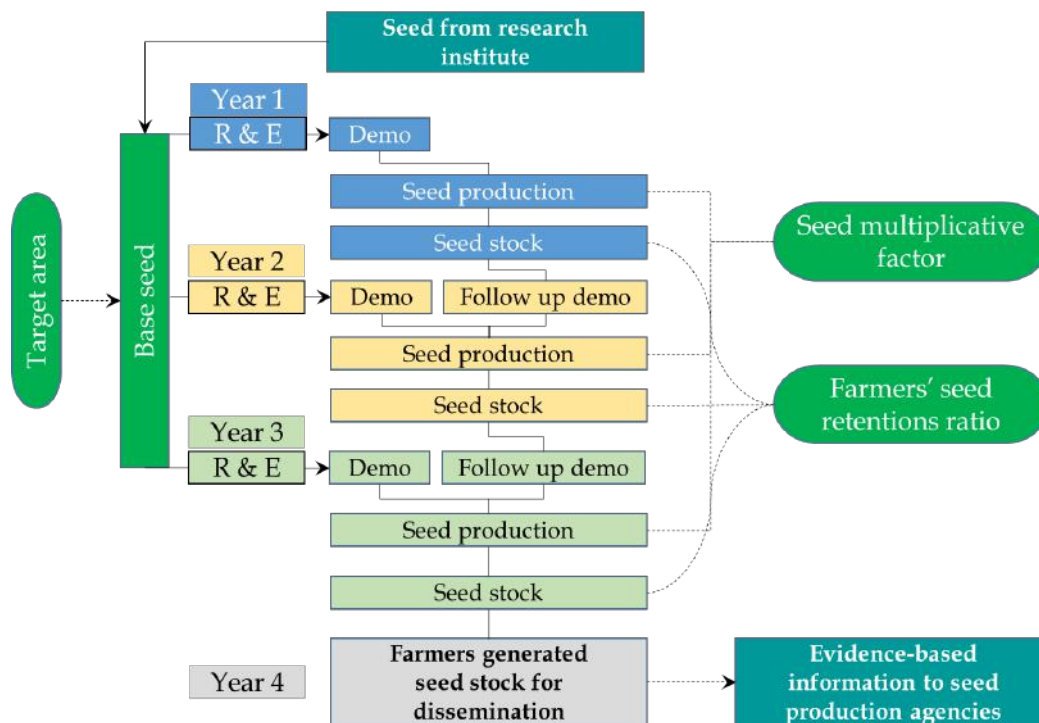 Seed from research
institute
Year 1
R & E
Demo
Seed production
Seed stock
Year 2
R & E
Demo
Follow up demo
Seed production
Seed stock
Year 3
R & E
Demo
Follow up demo
Seed production
Seed stock
Year 4
Farmers generated
seed stock for
dissemination
Target area
Base seed
Seed multiplicative
factor
Farmers' seed
retentions ratio
Evidence-based
information to seed
production agencies